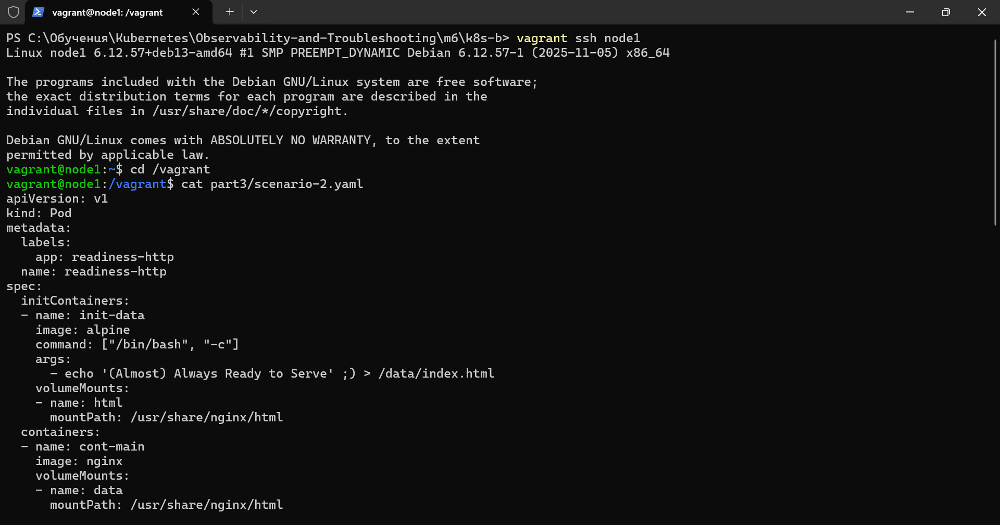 vagrant@node1: /vagrant
PS C:\Обучения\Kubernetes\Observability-and-Troubleshooting\m6\k8s-b> vagrant ssh node1
Linux node1 6.12.57+deb13-amd64 #1 SMP PREEMPT_DYNAMIC Debian 6.12.57-1 (2025-11-05) x86_64

The programs included with the Debian GNU/Linux system are free software;
the exact distribution terms for each program are described in the
individual files in /usr/share/doc/*/copyright.

Debian GNU/Linux comes with ABSOLUTELY NO WARRANTY, to the extent
permitted by applicable law.
vagrant@node1:~$ cd /vagrant
vagrant@node1:/vagrant$ cat part3/scenario-2.yaml
apiVersion: v1
kind: Pod
metadata:
  labels:
    app: readiness-http
  name: readiness-http
spec:
  initContainers:
  - name: init-data
    image: alpine
    command: ["/bin/bash", "-c"]
    args:
      - echo '(Almost) Always Ready to Serve' ;) > /data/index.html
    volumeMounts:
    - name: html
      mountPath: /usr/share/nginx/html
  containers:
  - name: cont-main
    image: nginx
    volumeMounts:
    - name: data
      mountPath: /usr/share/nginx/html